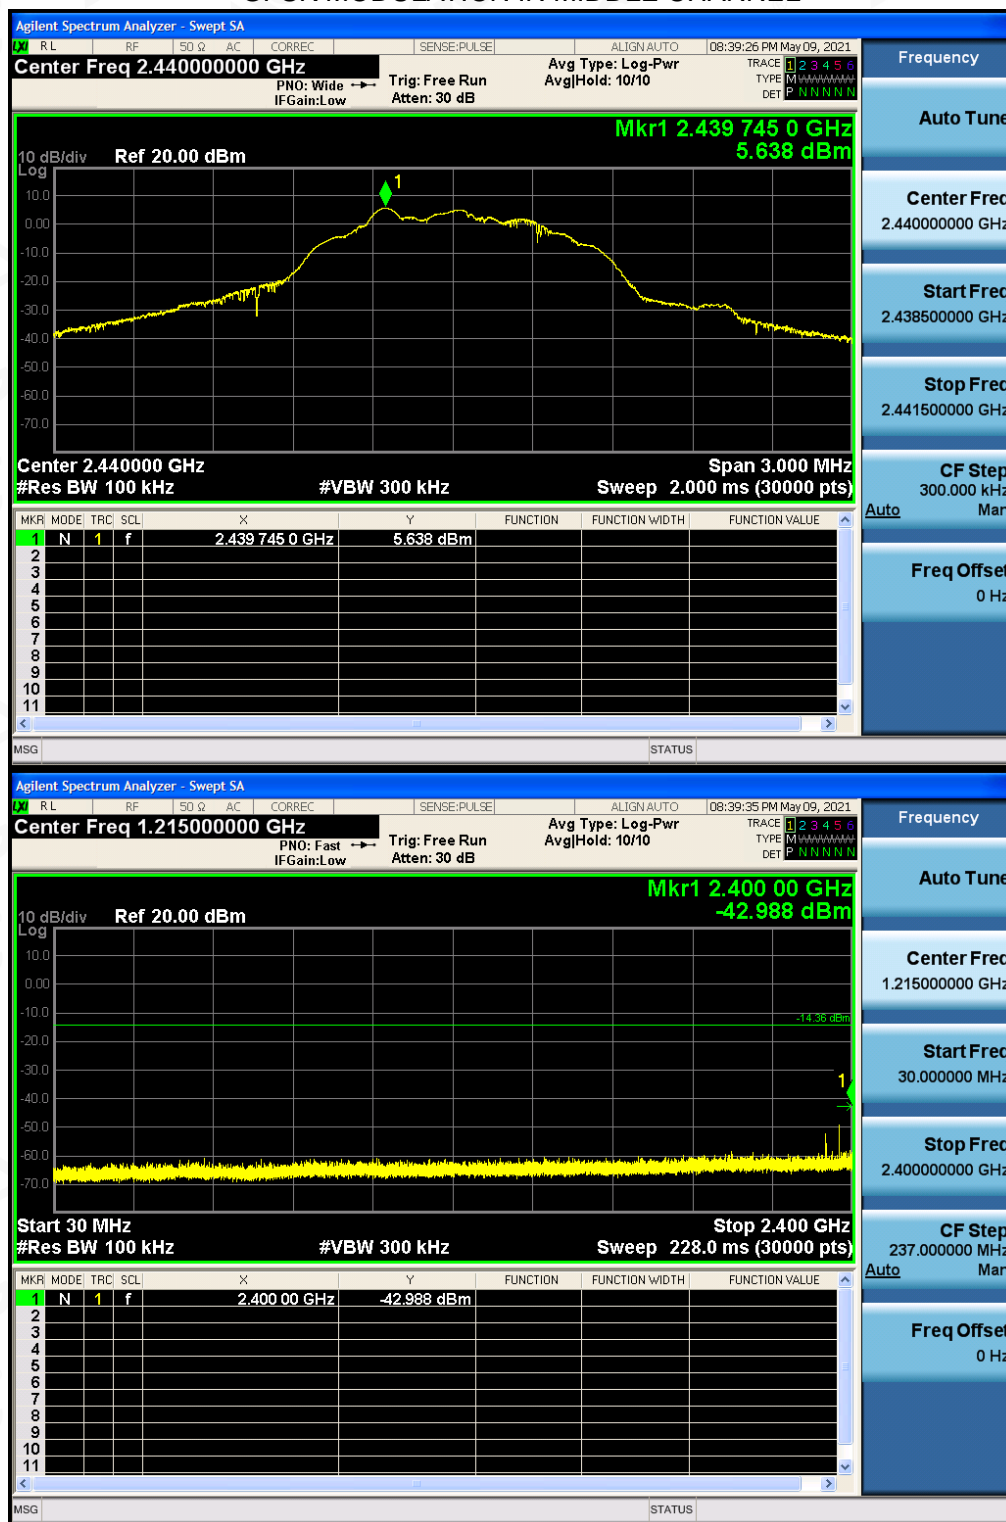 Agilent Spectrum Analyzer - Swept SA
LXI RL RF 50 Ω AC CORREC SENSE:PULSE ALIGN AUTO 08:39:26 PM May 09, 2021
Center Freq 2.440000000 GHz
PNO: Wide
IFGain:Low
Trig: Free Run
Atten: 30 dB
Avg Type: Log-Pwr
Avg|Hold: 10/10
TRACE 1 2 3 4 5 6
TYPE M
DET P N N N N N
Frequency
Auto Tune
Center Freq
2.440000000 GHz
Start Freq
2.438500000 GHz
Stop Freq
2.441500000 GHz
CF Step
300.000 kHz
Auto Man
Freq Offset
0 Hz
Mkr1 2.439 745 0 GHz
5.638 dBm
10 dB/div Ref 20.00 dBm
Log
10.0
0.00
-10.0
-20.0
-30.0
-40.0
-50.0
-60.0
-70.0
1
Center 2.440000 GHz Span 3.000 MHz
#Res BW 100 kHz #VBW 300 kHz Sweep 2.000 ms (30000 pts)
MKR MODE TRC SCL X Y FUNCTION FUNCTION WIDTH FUNCTION VALUE
1 N 1 f 2.439 745 0 GHz 5.638 dBm
2
3
4
5
6
7
8
9
10
11
MSG STATUS
Agilent Spectrum Analyzer - Swept SA
LXI RL RF 50 Ω AC CORREC SENSE:PULSE ALIGN AUTO 08:39:35 PM May 09, 2021
Center Freq 1.215000000 GHz
PNO: Fast
IFGain:Low
Trig: Free Run
Atten: 30 dB
Avg Type: Log-Pwr
Avg|Hold: 10/10
TRACE 1 2 3 4 5 6
TYPE M
DET P N N N N N
Frequency
Auto Tune
Center Freq
1.215000000 GHz
Start Freq
30.000000 MHz
Stop Freq
2.400000000 GHz
CF Step
237.000000 MHz
Auto Man
Freq Offset
0 Hz
Mkr1 2.400 00 GHz
-42.988 dBm
10 dB/div Ref 20.00 dBm
Log
10.0
0.00
-10.0
-20.0
-30.0
-40.0
-50.0
-60.0
-70.0
-14.36 dBm
1
Start 30 MHz Stop 2.400 GHz
#Res BW 100 kHz #VBW 300 kHz Sweep 228.0 ms (30000 pts)
MKR MODE TRC SCL X Y FUNCTION FUNCTION WIDTH FUNCTION VALUE
1 N 1 f 2.400 00 GHz -42.988 dBm
2
3
4
5
6
7
8
9
10
11
MSG STATUS